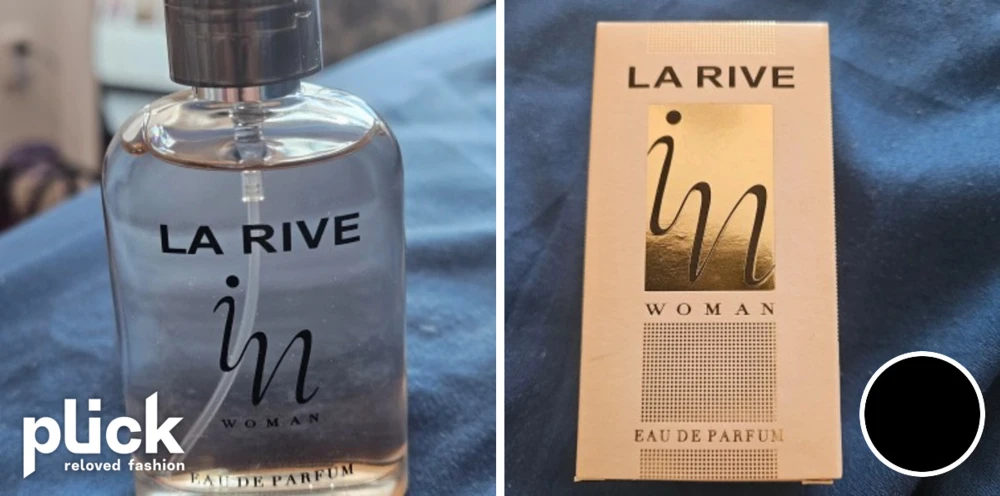 LA RIVE
in
WOMAN
EAU DE PARFUM
plick
reloved fashion
LA RIVE
in
WOMAN
EAU DE PARFUM